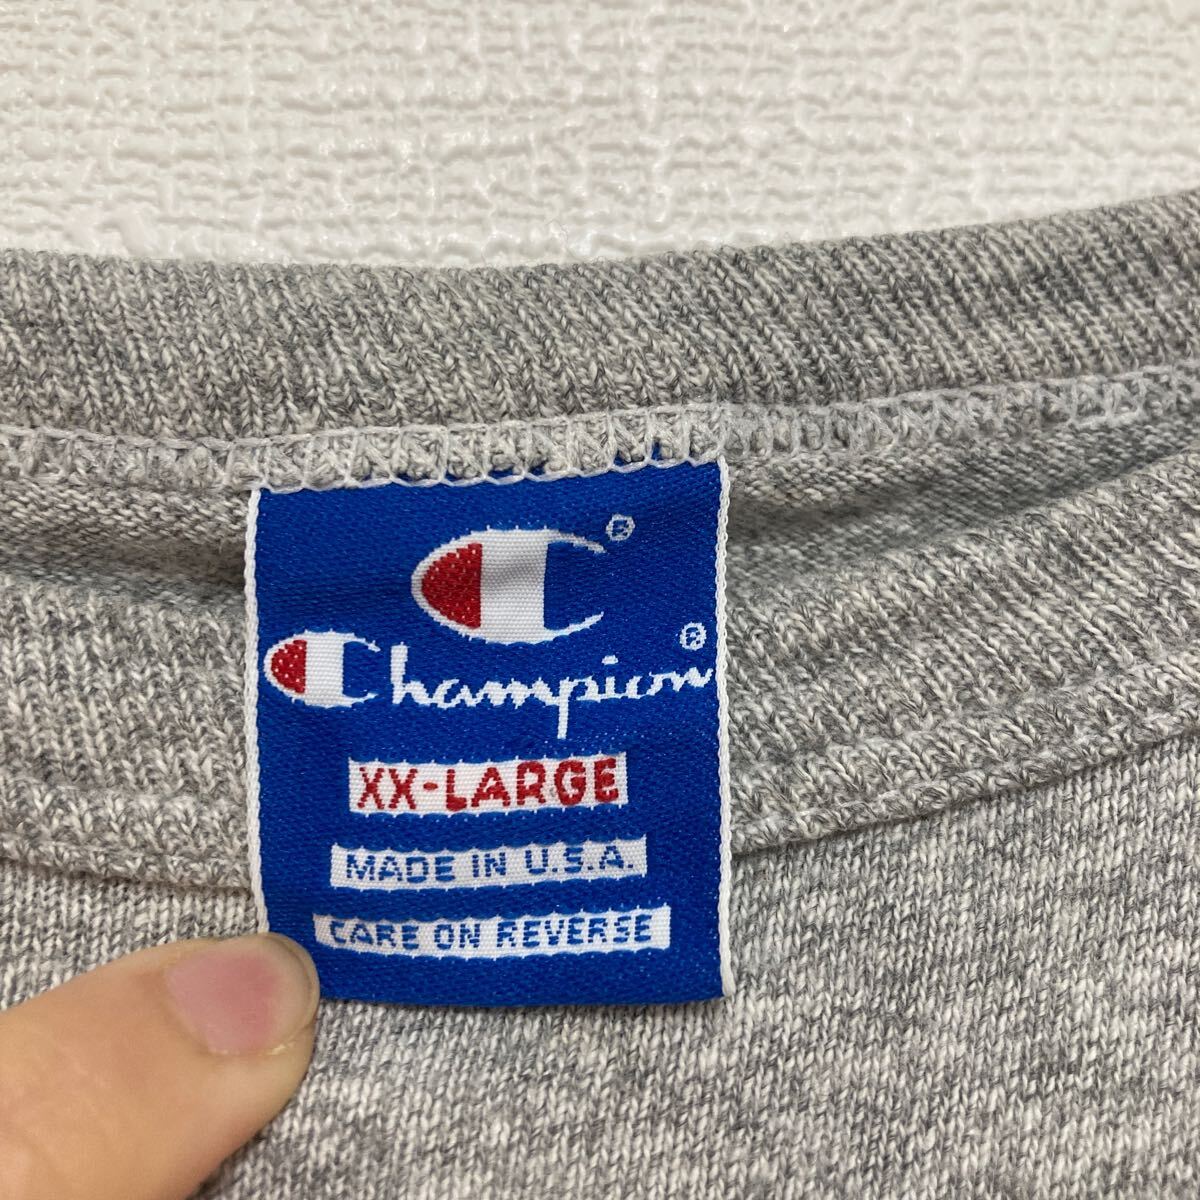 C®
Champion®
XX-LARGE
MADE IN U.S.A.
CARE ON REVERSE